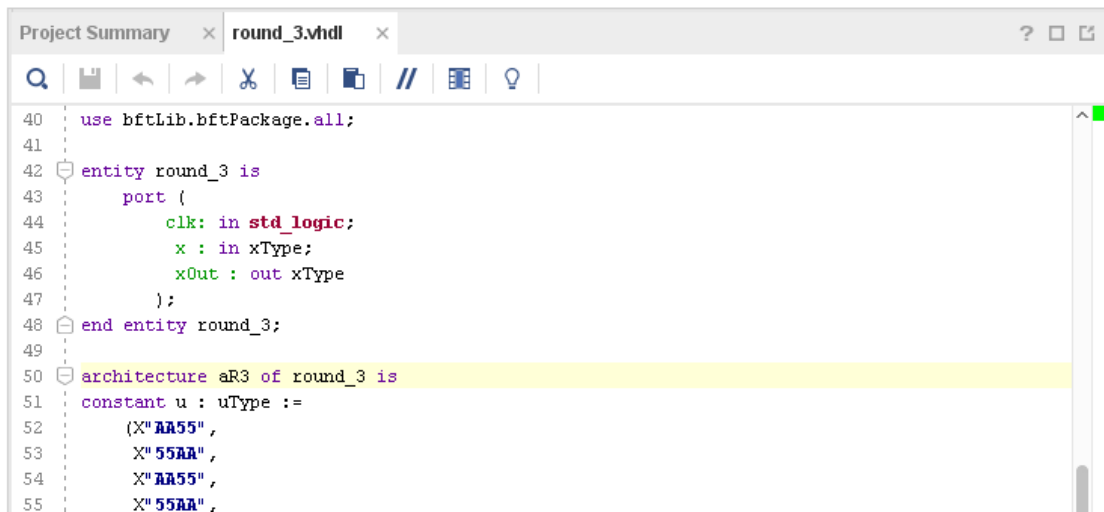 Project Summary × round_3.vhdl × ?
//
40 use bftLib.bftPackage.all;
41
42 entity round_3 is
43 port (
44 clk: in std_logic;
45 x : in xType;
46 xOut : out xType
47 );
48 end entity round_3;
49
50 architecture aR3 of round_3 is
51 constant u : uType :=
52 (X"AA55",
53 X"55AA",
54 X"AA55",
55 X"55AA",